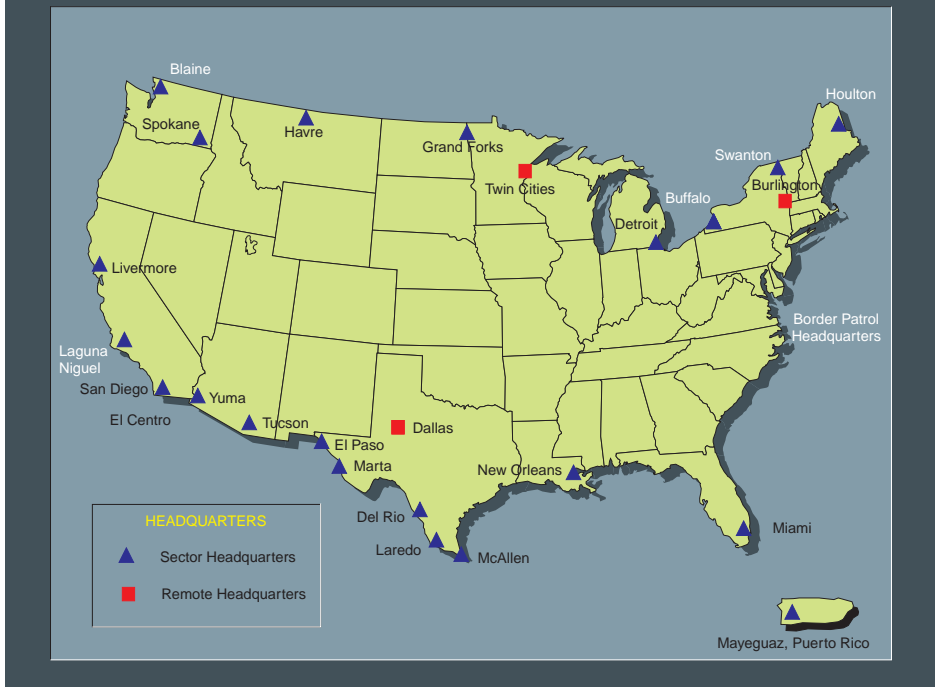 Blaine
Houlton
Spokane
Havre
Grand Forks
Swanton
Twin Cities
Burlington
Buffalo
Detroit
Livermore
Border Patrol
Headquarters
Laguna
Niguel
San Diego
Yuma
El Centro
Tucson
Dallas
El Paso
Marta
New Orleans
Del Rio
Miami
Laredo
McAllen
HEADQUARTERS
Sector Headquarters
Remote Headquarters
Mayeguaz, Puerto Rico